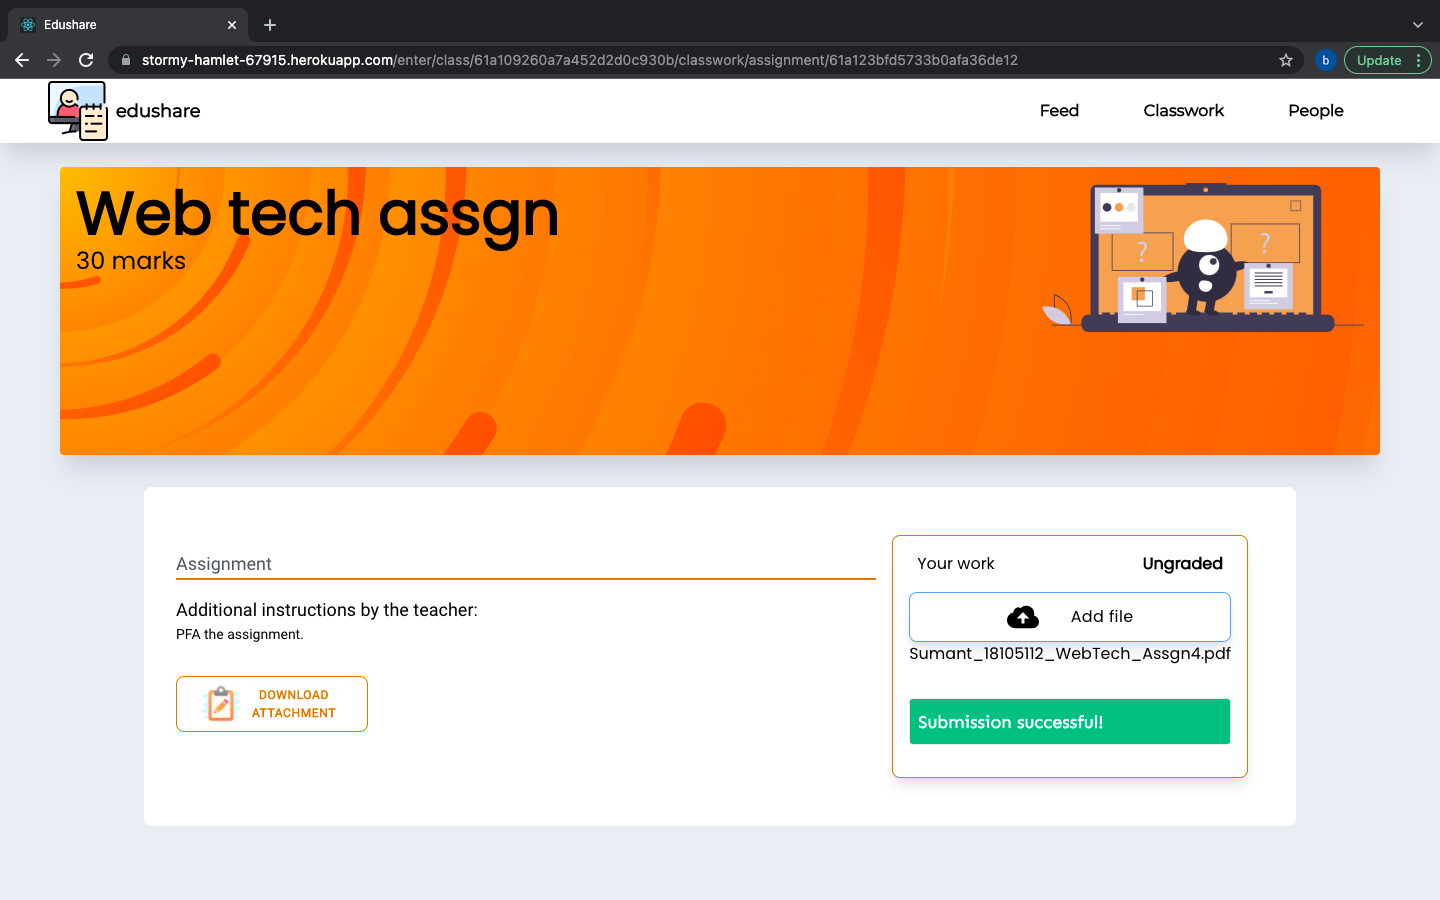 Edushare
stormy-hamlet-67915.herokuapp.com/enter/class/61a109260a7a452d2d0c930b/classwork/assignment/61a123bfd5733b0afa36de12
b
Update
edushare
Feed
Classwork
People
Web tech assgn
30 marks
?
?
Assignment
Additional instructions by the teacher:
PFA the assignment.
DOWNLOAD
ATTACHMENT
Your work
Ungraded
Add file
Sumant_18105112_WebTech_Assgn4.pdf
Submission successful!